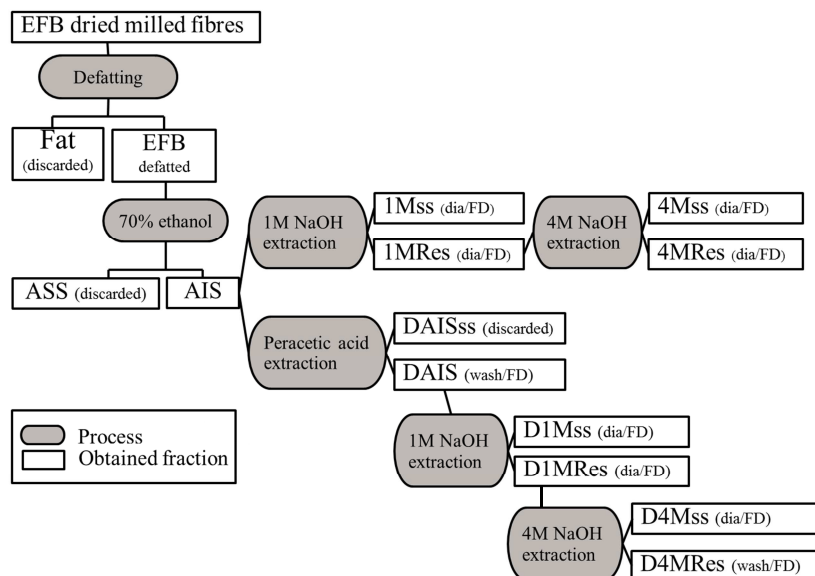 EFB dried milled fibres
Defatting
Fat
(discarded)
EFB
defatted
70% ethanol
ASS (discarded)
AIS
1M NaOH
extraction
1Mss (dia/FD)
1MRes (dia/FD)
4M NaOH
extraction
4Mss (dia/FD)
4MRes (dia/FD)
Peracetic acid
extraction
DAISss (discarded)
DAIS (wash/FD)
1M NaOH
extraction
D1Mss (dia/FD)
D1MRes (dia/FD)
4M NaOH
extraction
D4Mss (dia/FD)
D4MRes (wash/FD)
Process
Obtained fraction